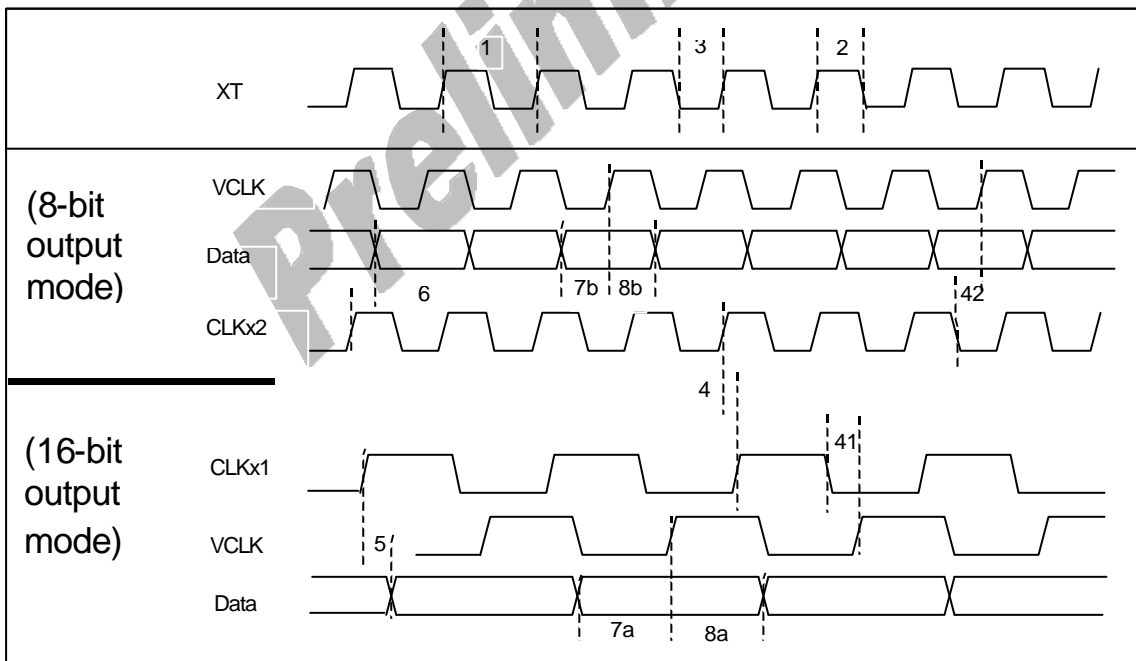 Prelimin
1
3
2
XT
(8-bit
output
mode)
VCLK
Data
6
7b
8b
42
CLKx2
4
(16-bit
output
mode)
CLKx1
41
VCLK
5
Data
7a
8a